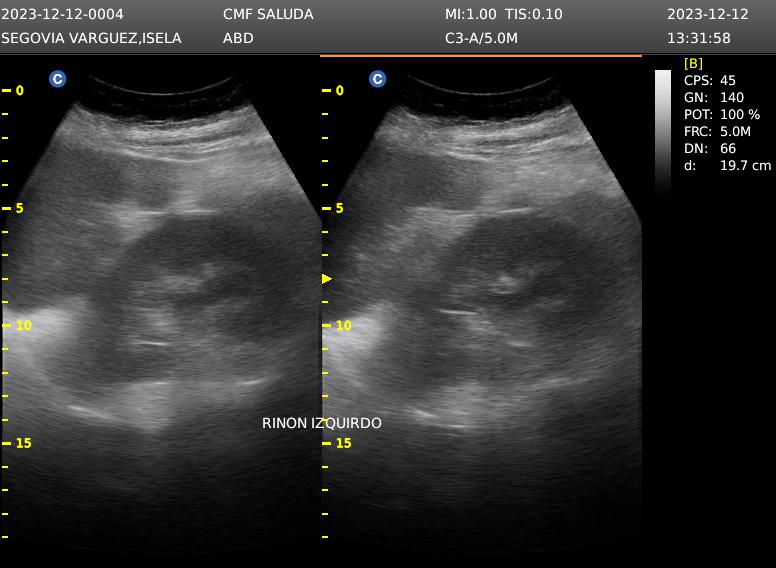 2023-12-12-0004 CMF SALUDA MI:1.00 TIS:0.10 2023-12-12
SEGOVIA VARGUEZ,ISELA ABD C3-A/5.0M 13:31:58
C
C
[B]
CPS: 45
GN: 140
POT: 100 %
FRC: 5.0M
DN: 66
d: 19.7 cm
0
0
5
5
10
10
RINON IZQUIRDO
15
15